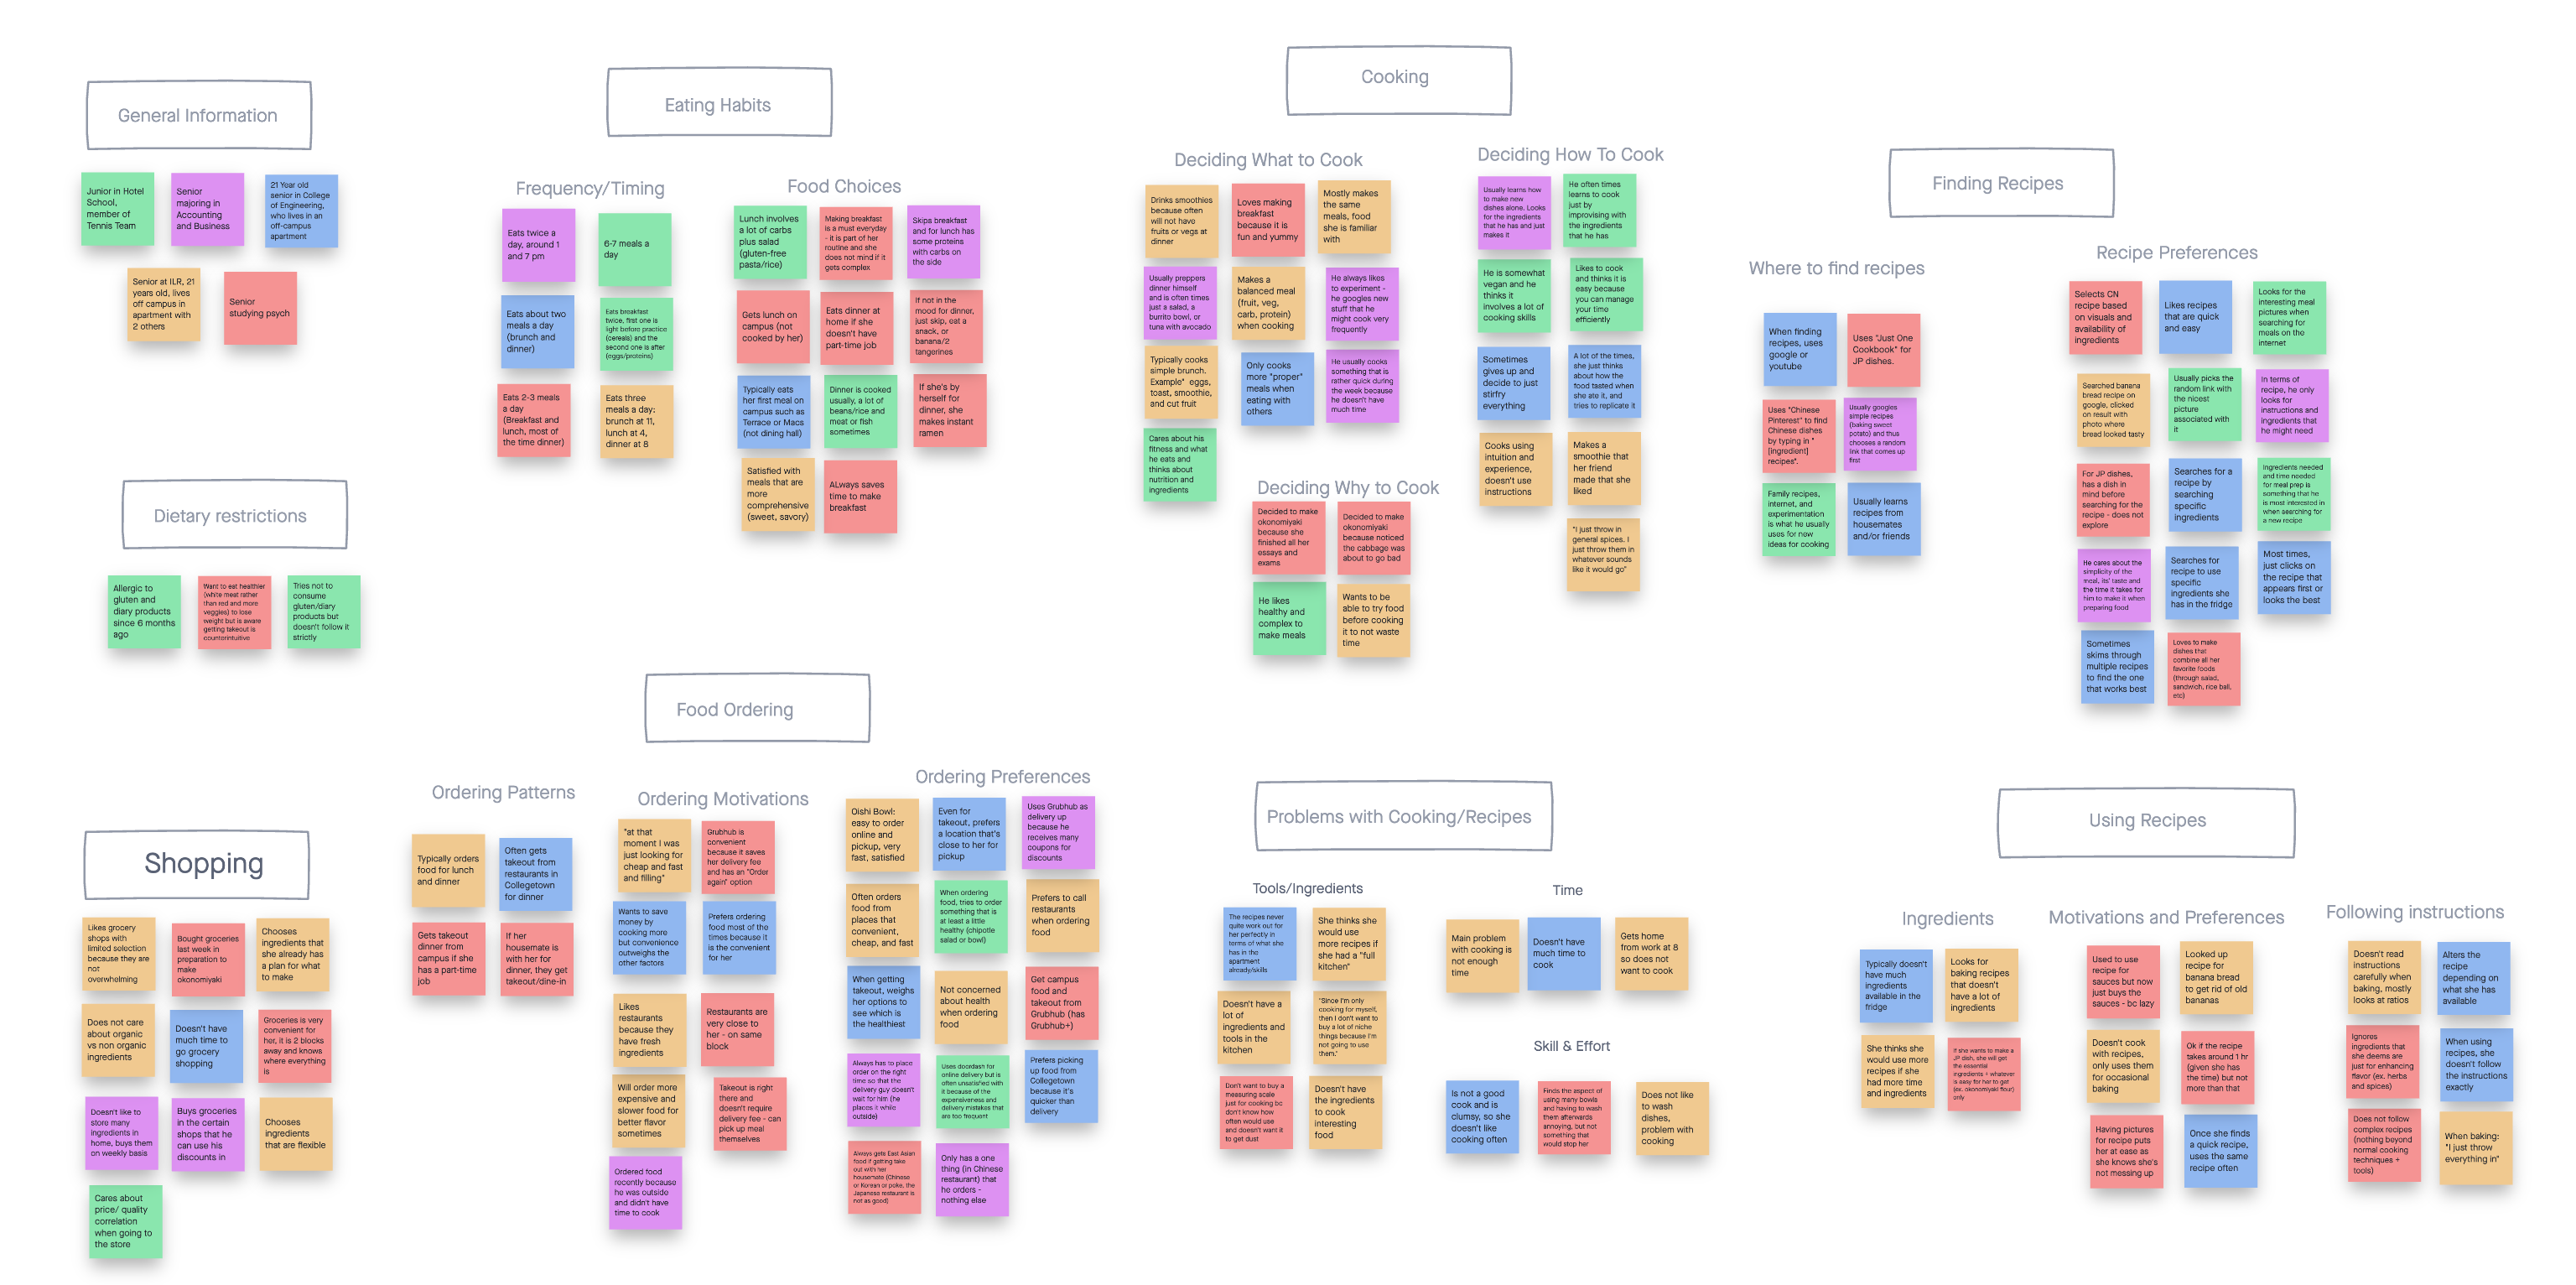 General Information
Junior in Hotel
School,
member of
Tennis Team
Senior
majoring in
Accounting
and Business
21 Year old
senior in College
of Engineering,
who lives in an
off-campus
apartment
Senior at ILR, 21
years old, lives
off campus in
apartment with
2 others
Senior
studying psych
Dietary restrictions
Allergic to
gluten and
diary products
since 6 months
ago
Want to eat healthier
(white meat rather
than red and more
veggies) to lose
weight but is aware
getting takeout is
counterintuitive
Tries not to
consume
gluten/diary
products but
doesn't follow it
strictly
Eating Habits
Frequency/Timing
Eats twice a
day, around 1
and 7 pm
6-7 meals a
day
Eats about two
meals a day
(brunch and
dinner)
Eats breakfast
twice, first one is
light before practice
(cereals) and the
second one is after
(eggs/proteins)
Eats 2-3 meals
a day
(Breakfast and
lunch, most of
the time dinner)
Eats three
meals a day:
brunch at 11,
lunch at 4,
dinner at 8
Food Choices
Lunch involves
a lot of carbs
plus salad
(gluten-free
pasta/rice)
Making breakfast
is a must everyday
- it is part of her
routine and she
does not mind if it
gets complex
Skips breakfast
and for lunch has
some proteins
with carbs on
the side
Gets lunch on
campus (not
cooked by her)
Eats dinner at
home if she
doesn't have
part-time job
If not in the
mood for dinner,
just skip, eat a
snack, or
banana/2
tangerines
Typically eats
her first meal on
campus such as
Terrace or Macs
(not dining hall)
Dinner is cooked
usually, a lot of
beans/rice and
meat or fish
sometimes
If she's by
herself for
dinner, she
makes instant
ramen
Satisfied with
meals that are
more
comprehensive
(sweet, savory)
ALways saves
time to make
breakfast
Cooking
Deciding What to Cook
Drinks smoothies
because often
will not have
fruits or vegs at
dinner
Loves making
breakfast
because it is
fun and yummy
Mostly makes
the same
meals, food
she is familiar
with
Usually preppers
dinner himself
and is often times
just a salad, a
burrito bowl, or
tuna with avocado
Makes a
balanced meal
(fruit, veg,
carb, protein)
when cooking
He always likes
to experiment -
he googles new
stuff that he
might cook very
frequently
Typically cooks
simple brunch.
Example" eggs,
toast, smoothie,
and cut fruit
Only cooks
more "proper"
meals when
eating with
others
He usually cooks
something that is
rather quick during
the week because
he doesn't have
much time
Cares about his
fitness and what
he eats and
thinks about
nutrition and
ingredients
Deciding How To Cook
Usually learns how
to make new
dishes alone. Looks
for the ingredients
that he has and just
makes it
He often times
learns to cook
just by
improvising with
the ingredients
that he has
He is somewhat
vegan and he
thinks it
involves a lot of
cooking skills
Likes to cook
and thinks it is
easy because
you can manage
your time
efficiently
Sometimes
gives up and
decide to just
stirfry
everything
A lot of the times,
she just thinks
about how the
food tasted when
she ate it, and
tries to replicate it
Cooks using
intuition and
experience,
doesn't use
instructions
Makes a
smoothie that
her friend
made that she
liked
"I just throw in
general spices. I
just throw them in
whatever sounds
like it would go"
Deciding Why to Cook
Decided to make
okonomiyaki
because she
finished all her
essays and
exams
Decided to make
okonomiyaki
because noticed
the cabbage was
about to go bad
He likes
healthy and
complex to
make meals
Wants to be
able to try food
before cooking
it to not waste
time
Finding Recipes
Where to find recipes
When finding
recipes, uses
google or
youtube
Uses "Just One
Cookbook" for
JP dishes.
Uses "Chinese
Pinterest" to find
Chinese dishes
by typing in "
[ingredient]
recipes".
Usually googles
simple recipes
(baking sweet
potato) and thus
chooses a random
link that comes up
first
Family recipes,
internet, and
experimentation
is what he usually
uses for new
ideas for cooking
Usually learns
recipes from
housemates
and/or friends
Recipe Preferences
Selects CN
recipe based
on visuals and
availability of
ingredients
Likes recipes
that are quick
and easy
Looks for the
interesting meal
pictures when
searching for
meals on the
internet
Searched banana
bread recipe on
google, clicked
on result with
photo where
bread looked tasty
Usually picks the
random link with
the nicest
picture
associated with
it
In terms of
recipe, he only
looks for
instructions and
ingredients that
he might need
For JP dishes,
has a dish in
mind before
searching for the
recipe - does not
explore
Searches for a
recipe by
searching
specific
ingredients
Ingredients needed
and time needed
for meal prep is
something that he
is most interested in
when searching for
a new recipe
He cares about the
simplicity of the
meal, its' taste and
the time it takes for
him to make it when
preparing food
Searches for
recipe to use
specific
ingredients she
has in the fridge
Most times,
just clicks on
the recipe that
appears first or
looks the best
Sometimes
skims through
multiple recipes
to find the one
that works best
Loves to make
dishes that
combine all her
favorite foods
(through salad,
sandwich, rice ball,
etc)
Shopping
Likes grocery
shops with
limited selection
because they are
not
overwhelming
Bought groceries
last week in
preparation to
make
okonomiyaki
Chooses
ingredients that
she already has
a plan for what
to make
Does not care
about organic
vs non organic
ingredients
Doesn't have
much time to
go grocery
shopping
Groceries is very
convenient for
her, it is 2 blocks
away and knows
where everything
is
Doesn't like to
store many
ingredients in
home, buys them
on weekly basis
Buys groceries
in the certain
shops that he
can use his
discounts in
Chooses
ingredients
that are flexible
Cares about
price/ quality
correlation
when going to
the store
Food Ordering
Ordering Patterns
Typically orders
food for lunch
and dinner
Often gets
takeout from
restaurants in
Collegetown
for dinner
Gets takeout
dinner from
campus if she
has a part-time
job
If her
housemate is
with her for
dinner, they get
takeout/dine-in
Ordering Motivations
"at that
moment I was
just looking for
cheap and fast
and filling"
Grubhub is
convenient
because it saves
her delivery fee
and has an "Order
again" option
Wants to save
money by
cooking more
but convenience
outweighs the
other factors
Prefers ordering
food most of the
times because it
is the convenient
for her
Likes
restaurants
because they
have fresh
ingredients
Restaurants are
very close to
her - on same
block
Will order more
expensive and
slower food for
better flavor
sometimes
Takeout is right
there and
doesn't require
delivery fee - can
pick up meal
themselves
Ordered food
recently because
he was outside
and didn't have
time to cook
Ordering Preferences
Oishi Bowl:
easy to order
online and
pickup, very
fast, satisfied
Even for
takeout, prefers
a location that's
close to her for
pickup
Uses Grubhub as
delivery up
because he
receives many
coupons for
discounts
Often orders
food from
places that
convenient,
cheap, and fast
When ordering
food, tries to order
something that is
at least a little
healthy (chipotle
salad or bowl)
Prefers to call
restaurants
when ordering
food
When getting
takeout, weighs
her options to
see which is
the healthiest
Not concerned
about health
when ordering
food
Get campus
food and
takeout from
Grubhub (has
Grubhub+)
Always has to place
order on the right
time so that the
delivery guy doesn't
wait for him (he
places it while
outside)
Uses doordash for
online delivery but is
often unsatisfied with
it because of the
expensiveness and
delivery mistakes that
are too frequent
Prefers picking
up food from
Collegetown
because it's
quicker than
delivery
Always gets East Asian
food if getting take
out with her
housemate (Chinese
or Korean or poke, the
Japanese restaurant is
not as good)
Only has a one
thing (in Chinese
restaurant) that
he orders -
nothing else
Problems with Cooking/Recipes
Tools/Ingredients
The recipes never
quite work out for
her perfectly in
terms of what she
has in the
apartment
already/skills
She thinks she
would use
more recipes if
she had a "full
kitchen"
Doesn't have a
lot of
ingredients and
tools in the
kitchen
"Since I'm only
cooking for myself,
then I don't want to
buy a lot of niche
things because I'm
not going to use
them."
Don't want to buy a
measuring scale
just for cooking bc
don't know how
often would use
and doesn't want it
to get dust
Doesn't have
the ingredients
to cook
interesting
food
Time
Main problem
with cooking is
not enough
time
Doesn't have
much time to
cook
Gets home
from work at 8
so does not
want to cook
Skill & Effort
Is not a good
cook and is
clumsy, so she
doesn't like
cooking often
Finds the aspect of
using many bowls
and having to wash
them afterwards
annoying, but not
something that
would stop her
Does not like
to wash
dishes,
problem with
cooking
Using Recipes
Ingredients
Typically doesn't
have much
ingredients
available in the
fridge
Looks for
baking recipes
that doesn't
have a lot of
ingredients
She thinks she
would use more
recipes if she
had more time
and ingredients
If she wants to make a
JP dish, she will get
the essential
ingredients + whatever
is easy for her to get
(ex. okonomiyaki flour)
only
Motivations and Preferences
Used to use
recipe for
sauces but now
just buys the
sauces - bc lazy
Looked up
recipe for
banana bread
to get rid of old
bananas
Doesn't cook
with recipes,
only uses them
for occasional
baking
Ok if the recipe
takes around 1 hr
(given she has
the time) but not
more than that
Having pictures
for recipe puts
her at ease as
she knows she's
not messing up
Once she finds
a quick recipe,
uses the same
recipe often
Following instructions
Doesn't read
instructions
carefully when
baking, mostly
looks at ratios
Alters the
recipe
depending on
what she has
available
Ignores
ingredients that
she deems are
just for enhancing
flavor (ex. herbs
and spices)
When using
recipes, she
doesn't follow
the instructions
exactly
Does not follow
complex recipes
(nothing beyond
normal cooking
techniques +
tools)
When baking:
"I just throw
everything in"